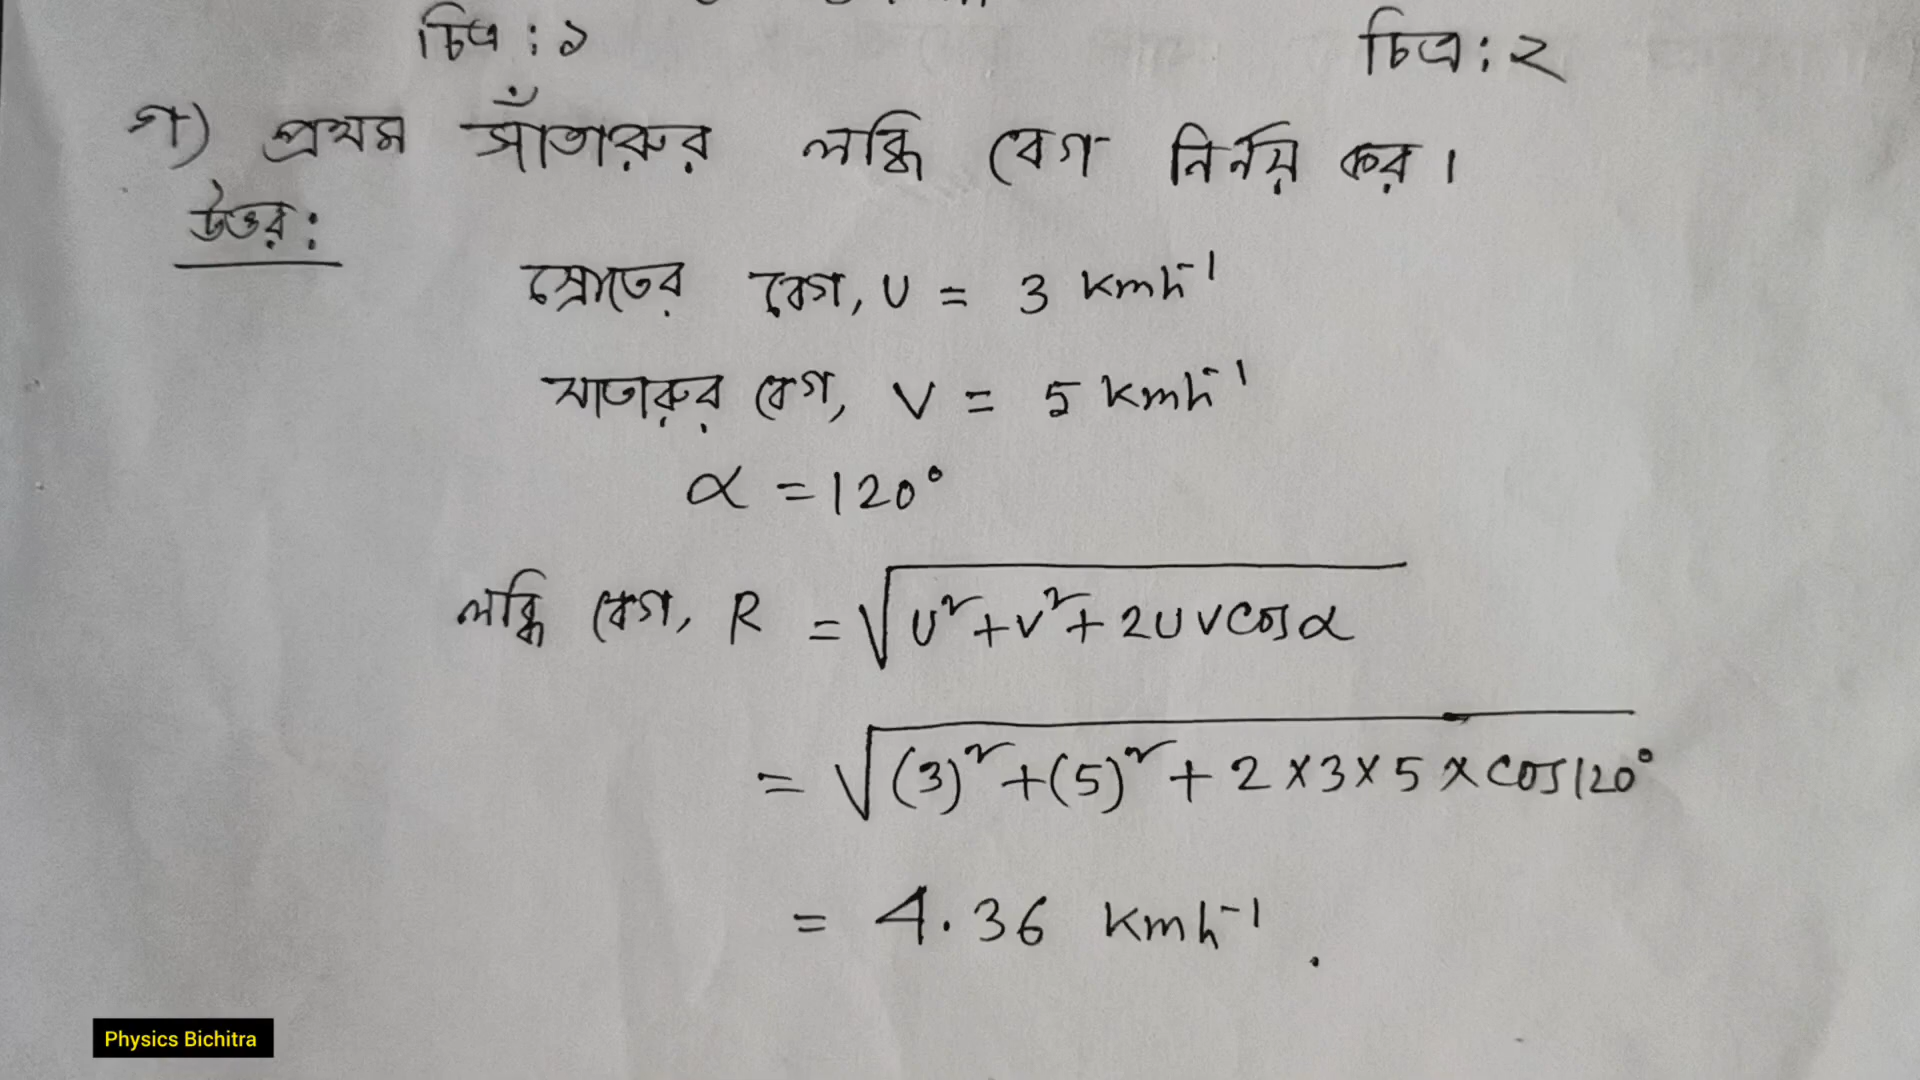 চিত্র : ১
চিত্র : ২
গ) প্রথম সাঁতারুর লব্ধি বেগ নির্নয় কর ।
উত্তর :
স্রোতের বেগ, U = 3 kmh⁻¹
সাতারুর বেগ, V = 5 kmh⁻¹
α = 120°
লব্ধি বেগ, R = √(U² + V² + 2UV cos α)
= √((3)² + (5)² + 2 × 3 × 5 × cos 120°)
= 4.36 kmh⁻¹ .
Physics Bichitra